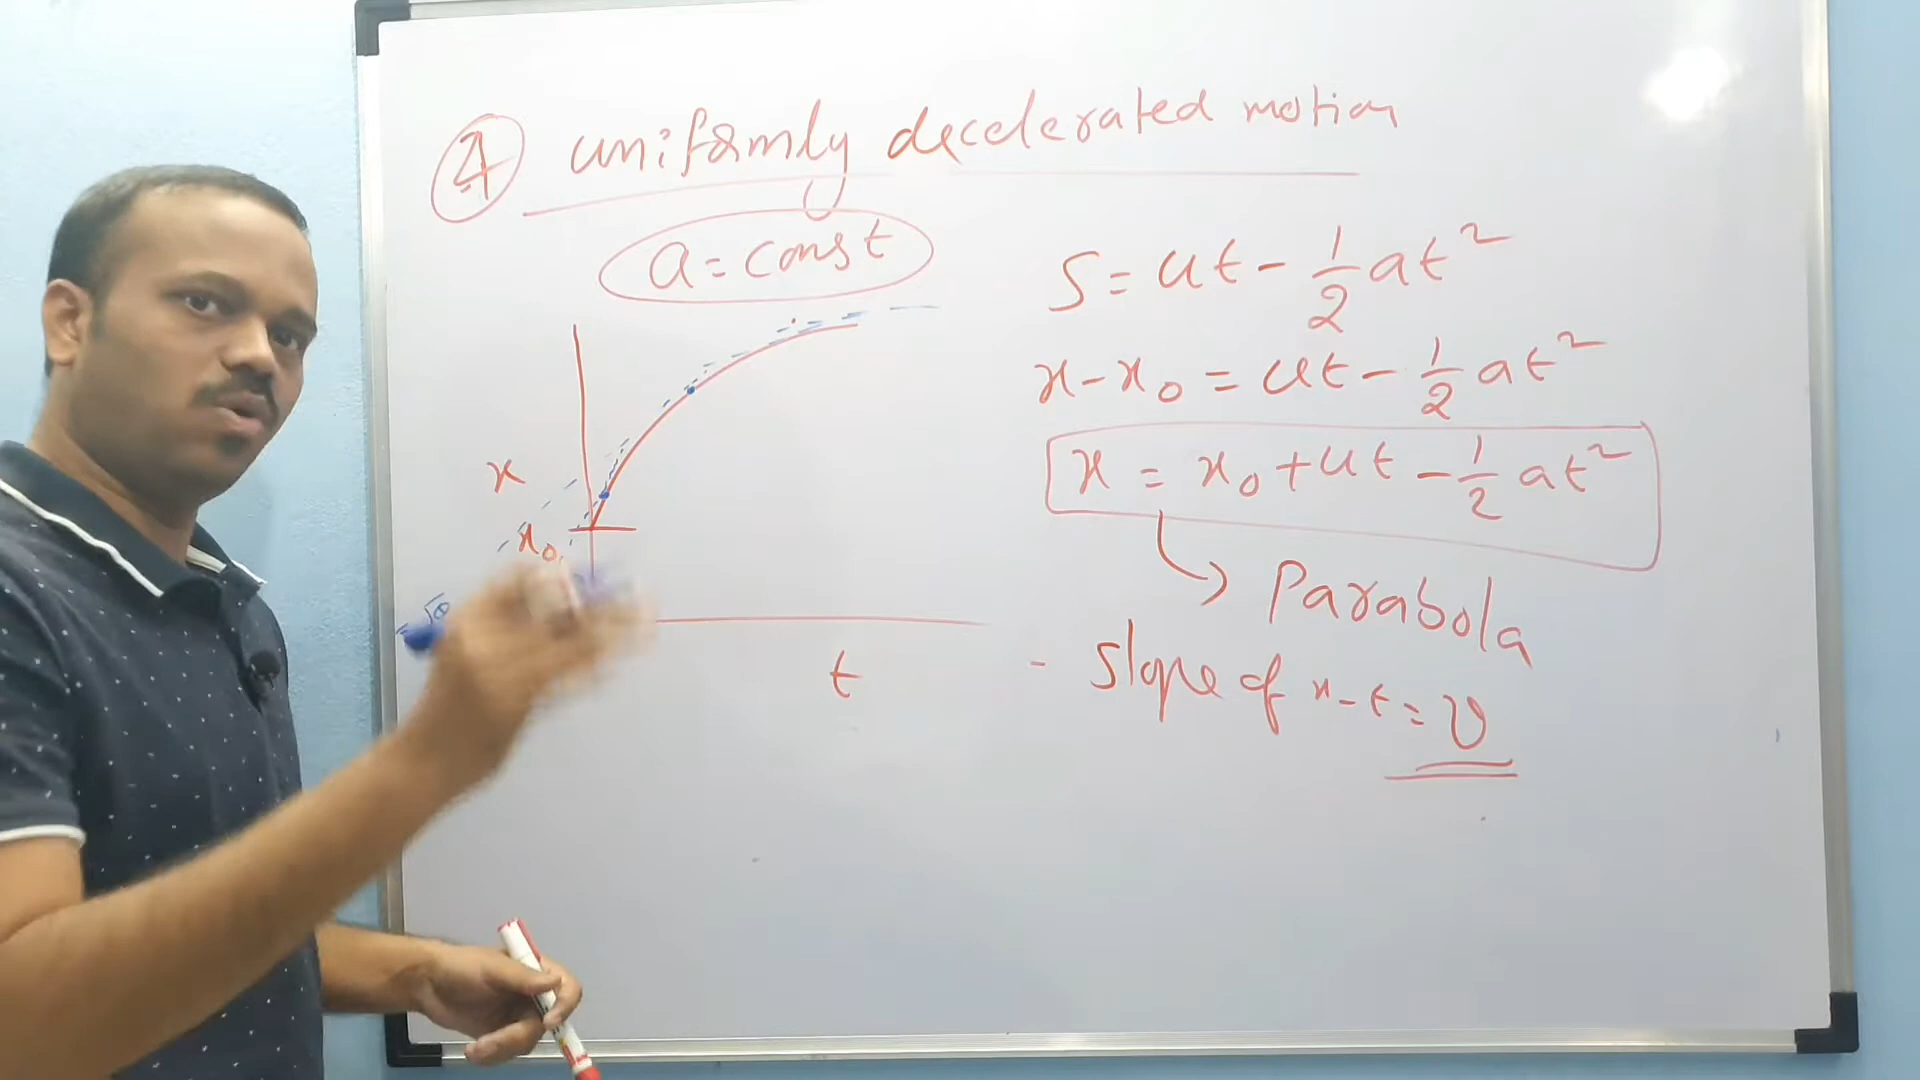 ④ uniformly decelerated motion
a = const
S = ut - 1/2 at²
x - x₀ = ut - 1/2 at²
x = x₀ + ut - 1/2 at²
Parabola
- Slope of x-t = v
x
x₀
t